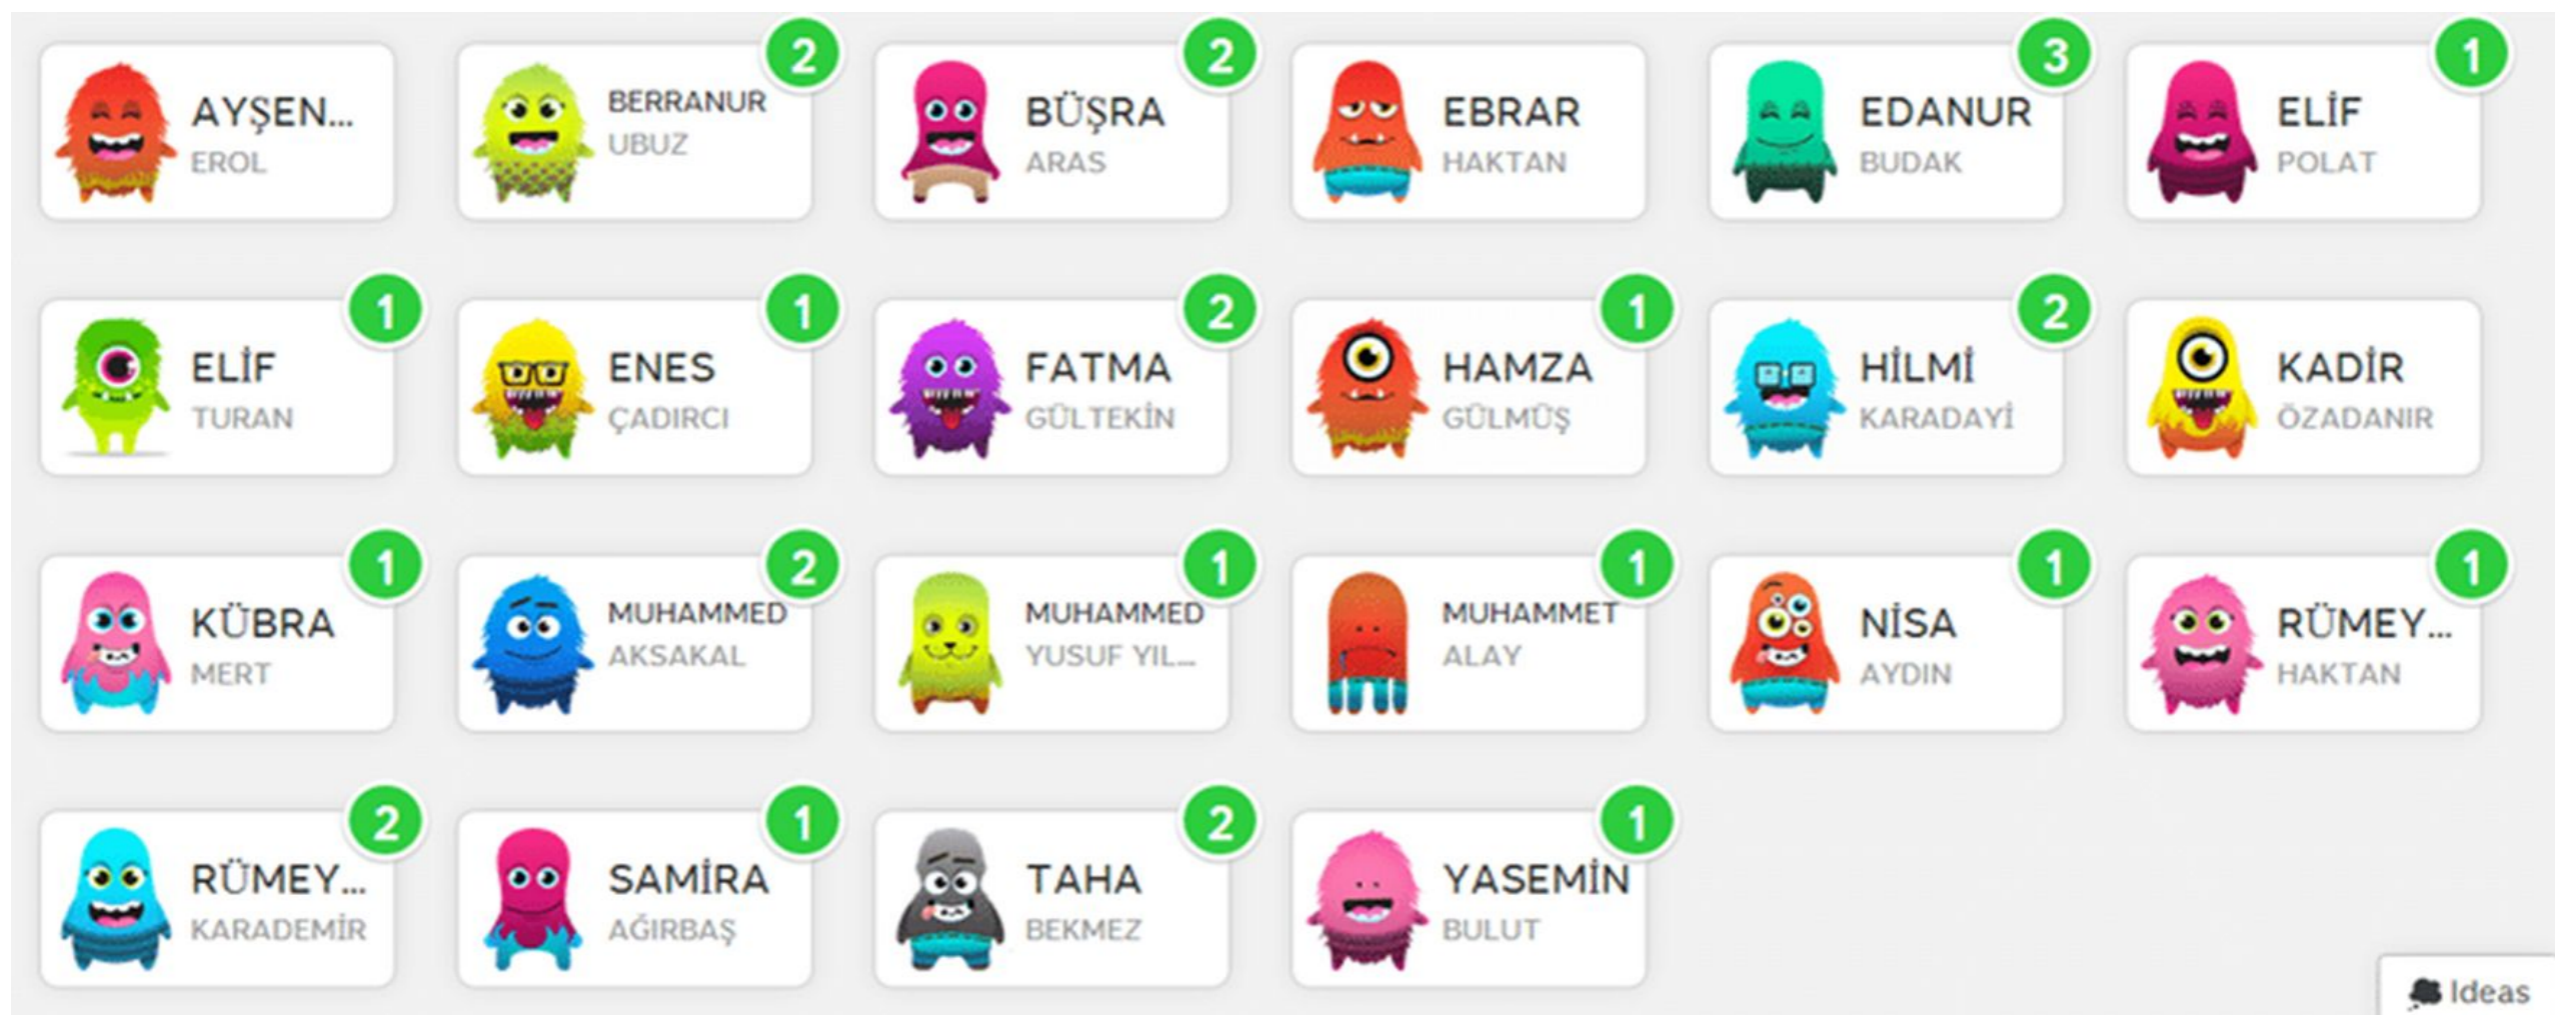 AYŞEN...
EROL
2
BERRANUR
UBUZ
2
BÜŞRA
ARAS
EBRAR
HAKTAN
3
EDANUR
BUDAK
1
ELİF
POLAT
1
ELİF
TURAN
1
ENES
ÇADIRCI
2
FATMA
GÜLTEKİN
1
HAMZA
GÜLMÜŞ
2
HİLMİ
KARADAYİ
KADİR
ÖZADANIR
1
KÜBRA
MERT
2
MUHAMMED
AKSAKAL
1
MUHAMMED
YUSUF YIL...
1
MUHAMMET
ALAY
1
NİSA
AYDIN
1
RÜMEY...
HAKTAN
2
RÜMEY...
KARADEMİR
1
SAMİRA
AĞIRBAŞ
2
TAHA
BEKMEZ
1
YASEMİN
BULUT
Ideas